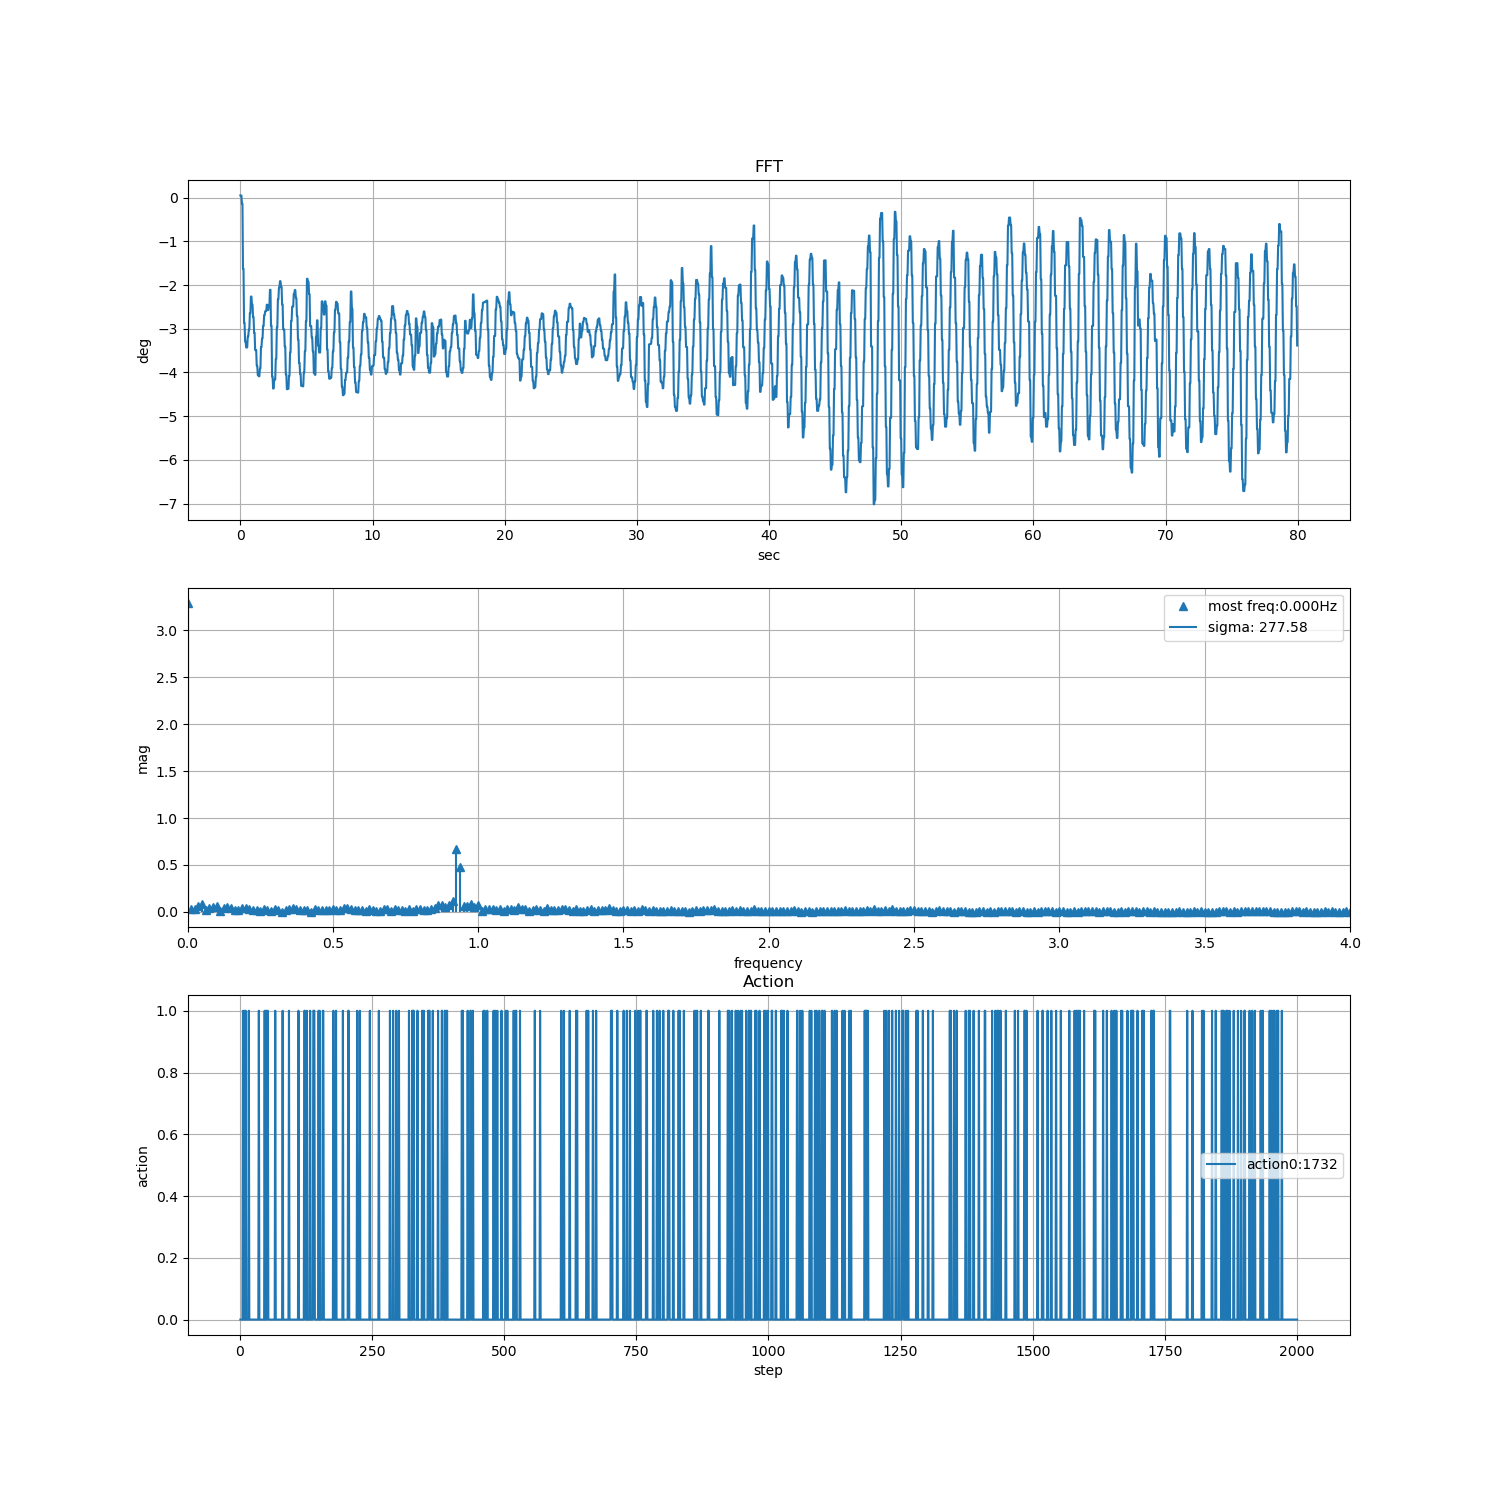 FFT
0
−1
−2
−3
−4
−5
−6
−7
deg
0 10 20 30 40 50 60 70 80
sec
most freq:0.000Hz
sigma: 277.58
3.0
2.5
2.0
1.5
1.0
0.5
0.0
mag
0.0 0.5 1.0 1.5 2.0 2.5 3.0 3.5 4.0
frequency
Action
1.0
0.8
0.6
0.4
0.2
0.0
action
action0:1732
0 250 500 750 1000 1250 1500 1750 2000
step